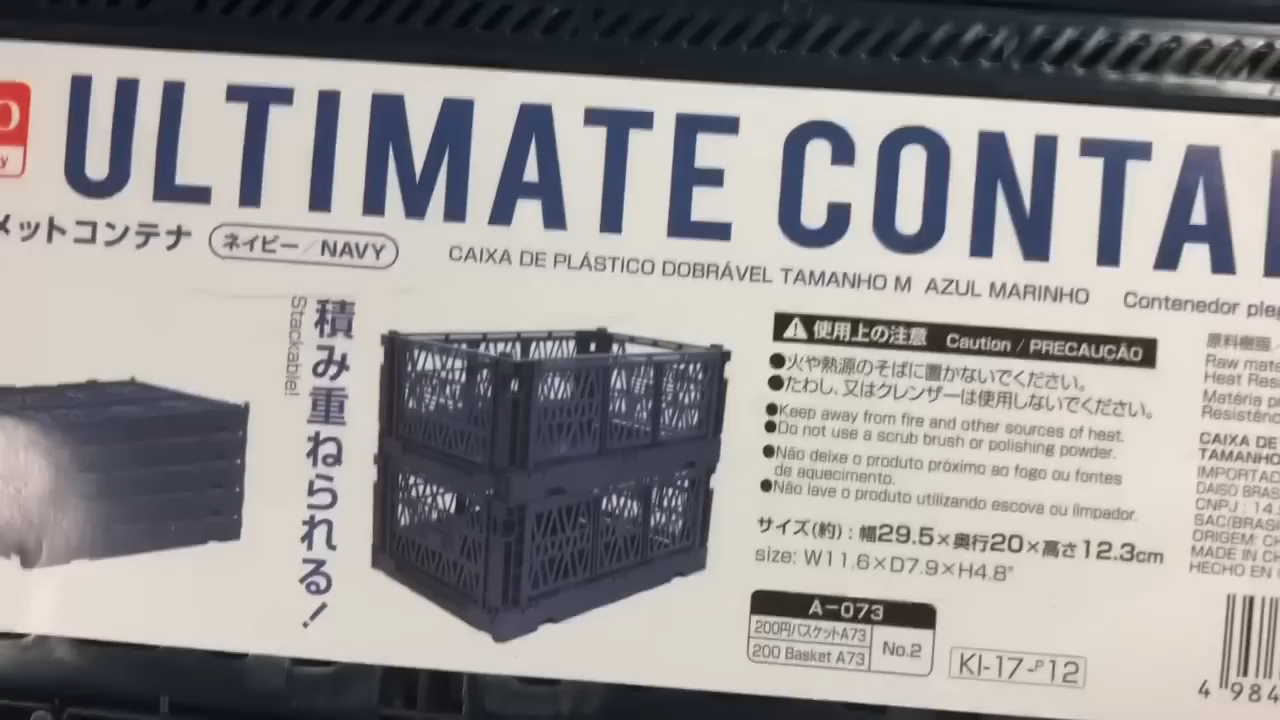 ULTIMATE CONTA
メットコンテナ ネイビー/NAVY
CAIXA DE PLÁSTICO DOBRÁVEL TAMANHO M AZUL MARINHO Contenedor
積み重ねられる!
Stackable!
使用上の注意 Caution / PRECAUÇÃO
●火や熱源のそばに置かないでください。
●たわし、又はクレンザーは使用しないでください。
●Keep away from fire and other sources of heat.
●Do not use a scrub brush or polishing powder.
●Não deixe o produto próximo ao fogo ou fontes
de aquecimento.
●Não lave o produto utilizando escova ou limpador.
サイズ(約):幅29.5×奥行20×高さ12.3cm
size: W11.6×D7.9×H4.8"
A-073
200円バスケットA73
200 Basket A73
No.2
KI-17-P12
原料樹脂
Raw mate
Heat Res
Matéria p
Resistênc
CAIXA DE
TAMANHO
IMPORTAD
DAISO BRAS
CNPJ : 14.
SAC(BRAS
ORIGEM: CH
MADE IN CH
HECHO EN
4 984